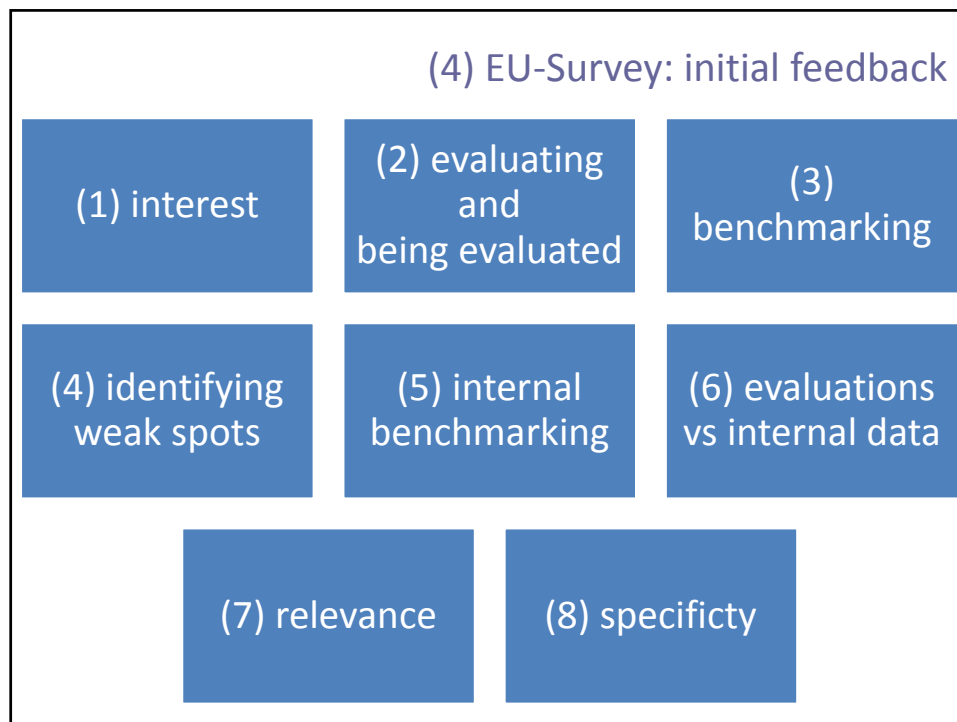 (4) EU-Survey: initial feedback
(1) interest
(2) evaluating
and
being evaluated
(3)
benchmarking
(4) identifying
weak spots
(5) internal
benchmarking
(6) evaluations
vs internal data
(7) relevance
(8) specificty